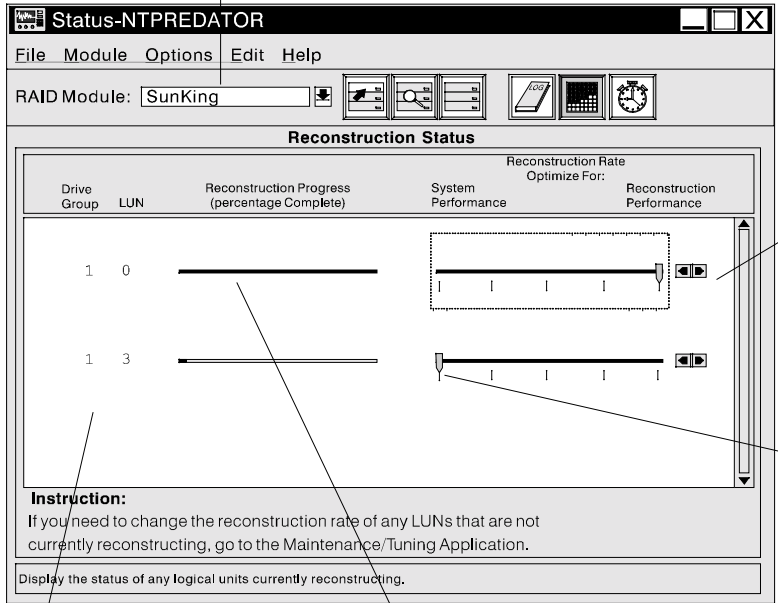 Status-NTPREDATOR
File Module Options Edit Help
RAID Module: SunKing
LOG
Reconstruction Status
Reconstruction Rate
Optimize For:
Drive Group LUN
Reconstruction Progress
(percentage Complete)
System Performance
Reconstruction Performance
1 0
1 3
Instruction:
If you need to change the reconstruction rate of any LUNs that are not
currently reconstructing, go to the Maintenance/Tuning Application.
Display the status of any logical units currently reconstructing.